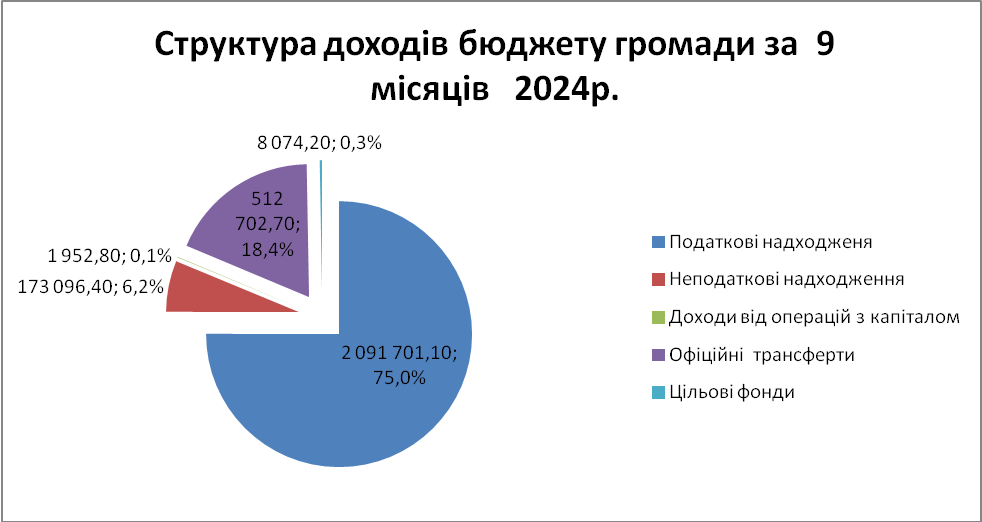 Структура доходів бюджету громади за 9
місяців 2024р.
8 074,20; 0,3%
512
702,70;
18,4%
1 952,80; 0,1%
173 096,40; 6,2%
2 091 701,10;
75,0%
Податкові надходженя
Неподаткові надходження
Доходи від операцій з капіталом
Офіційні трансферти
Цільові фонди